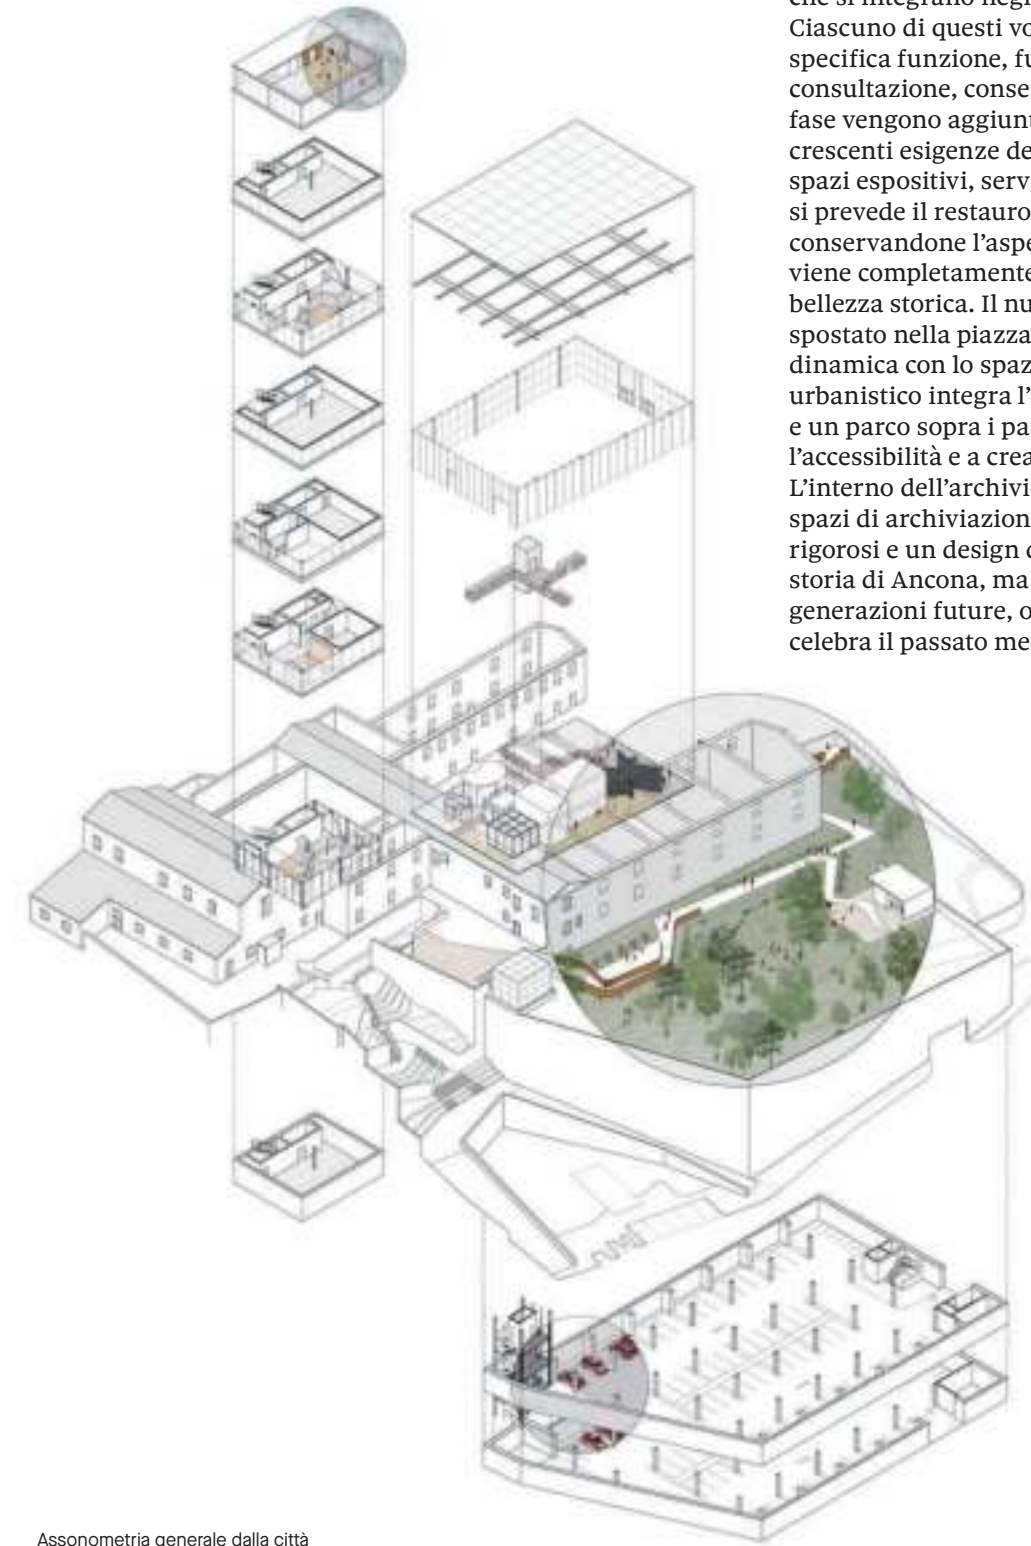 che si integrano negli
Ciascuno di questi vo
specifica funzione, fu
consultazione, conse
fase vengono aggiunt
crescenti esigenze de
spazi espositivi, serv
si prevede il restauro
conservandone l'aspe
viene completamente
bellezza storica. Il nu
spostato nella piazza
dinamica con lo spaz
urbanistico integra l'
e un parco sopra i pa
l'accessibilità e a crea
L'interno dell'archivi
spazi di archiviazion
rigorosi e un design
storia di Ancona, ma
generazioni future, o
celebra il passato me
Assonometria generale dalla città